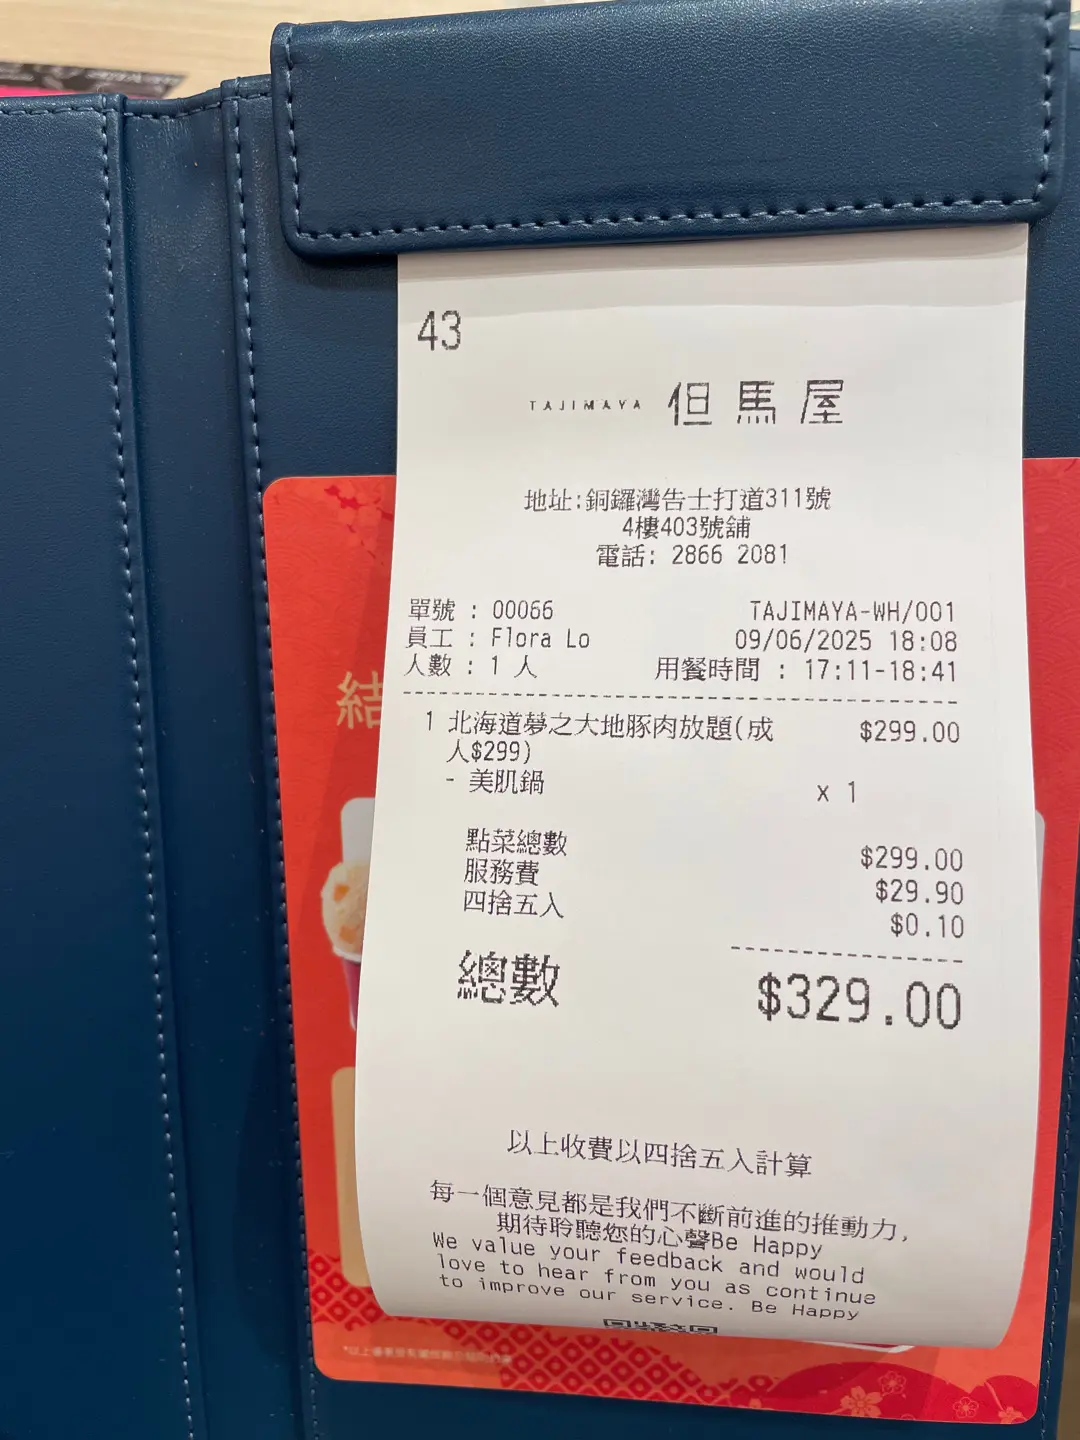 43
TAJIMAYA 但馬屋
地址:銅鑼灣告士打道311號
4樓403號舖
電話: 2866 2081
單號 : 00066 TAJIMAYA-WH/001
員工 : Flora Lo 09/06/2025 18:08
人數 : 1 人 用餐時間 : 17:11-18:41
1 北海道夢之大地豚肉放題(成 $299.00
人$299)
- 美肌鍋 x 1
點菜總數 $299.00
服務費 $29.90
四捨五入 $0.10
總數 $329.00
以上收費以四捨五入計算
每一個意見都是我們不斷前進的推動力,
期待聆聽您的心聲Be Happy
We value your feedback and would
love to hear from you as continue
to improve our service. Be Happy
結